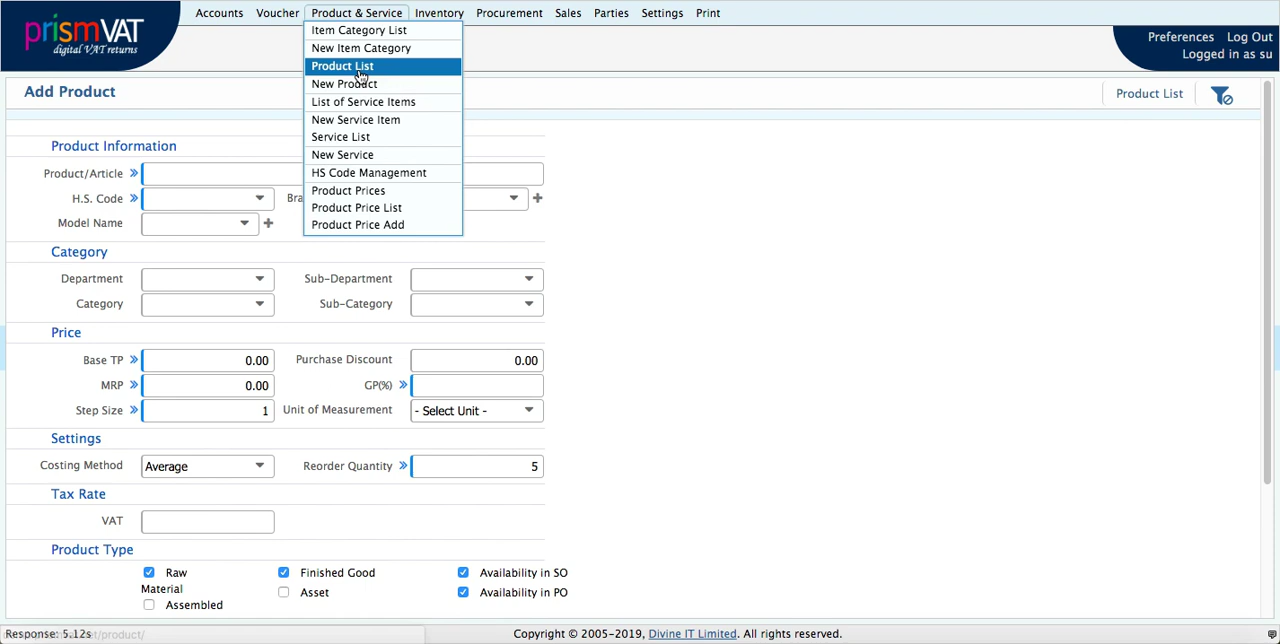 prismVAT
digital VAT returns
Accounts Voucher Product & Service Inventory Procurement Sales Parties Settings Print
Preferences Log Out
Logged in as su
Item Category List
New Item Category
Product List
New Product
List of Service Items
New Service Item
Service List
New Service
HS Code Management
Product Prices
Product Price List
Product Price Add
Add Product
Product List
Product Information
Product/Article »
H.S. Code » Bra
Model Name
Category
Department Sub-Department
Category Sub-Category
Price
Base TP » 0.00 Purchase Discount 0.00
MRP » 0.00 GP(%) »
Step Size » 1 Unit of Measurement - Select Unit -
Settings
Costing Method Average Reorder Quantity » 5
Tax Rate
VAT
Product Type
Raw Material Finished Good Availability in SO
Asset Availability in PO
Assembled
Response: 5.12s et/product/
Copyright © 2005-2019, Divine IT Limited. All rights reserved.